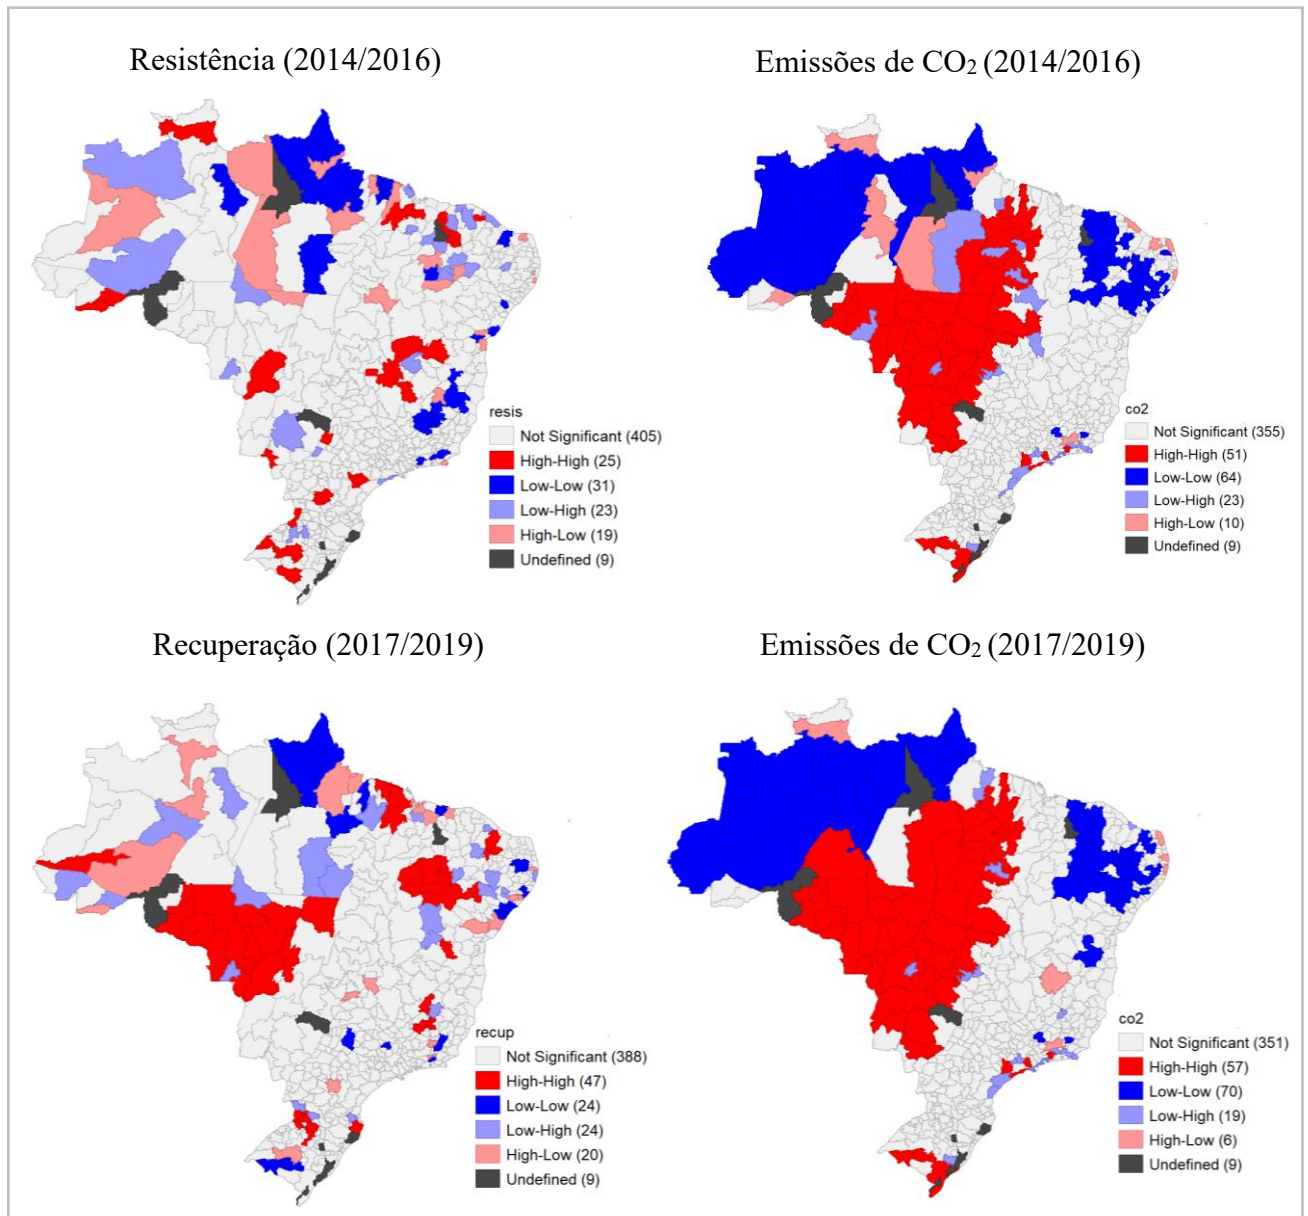 Resistência (2014/2016)
Emissões de CO₂ (2014/2016)
resis
Not Significant (405)
High-High (25)
Low-Low (31)
Low-High (23)
High-Low (19)
Undefined (9)
co2
Not Significant (355)
High-High (51)
Low-Low (64)
Low-High (23)
High-Low (10)
Undefined (9)
Recuperação (2017/2019)
Emissões de CO₂ (2017/2019)
recup
Not Significant (388)
High-High (47)
Low-Low (24)
Low-High (24)
High-Low (20)
Undefined (9)
co2
Not Significant (351)
High-High (57)
Low-Low (70)
Low-High (19)
High-Low (6)
Undefined (9)